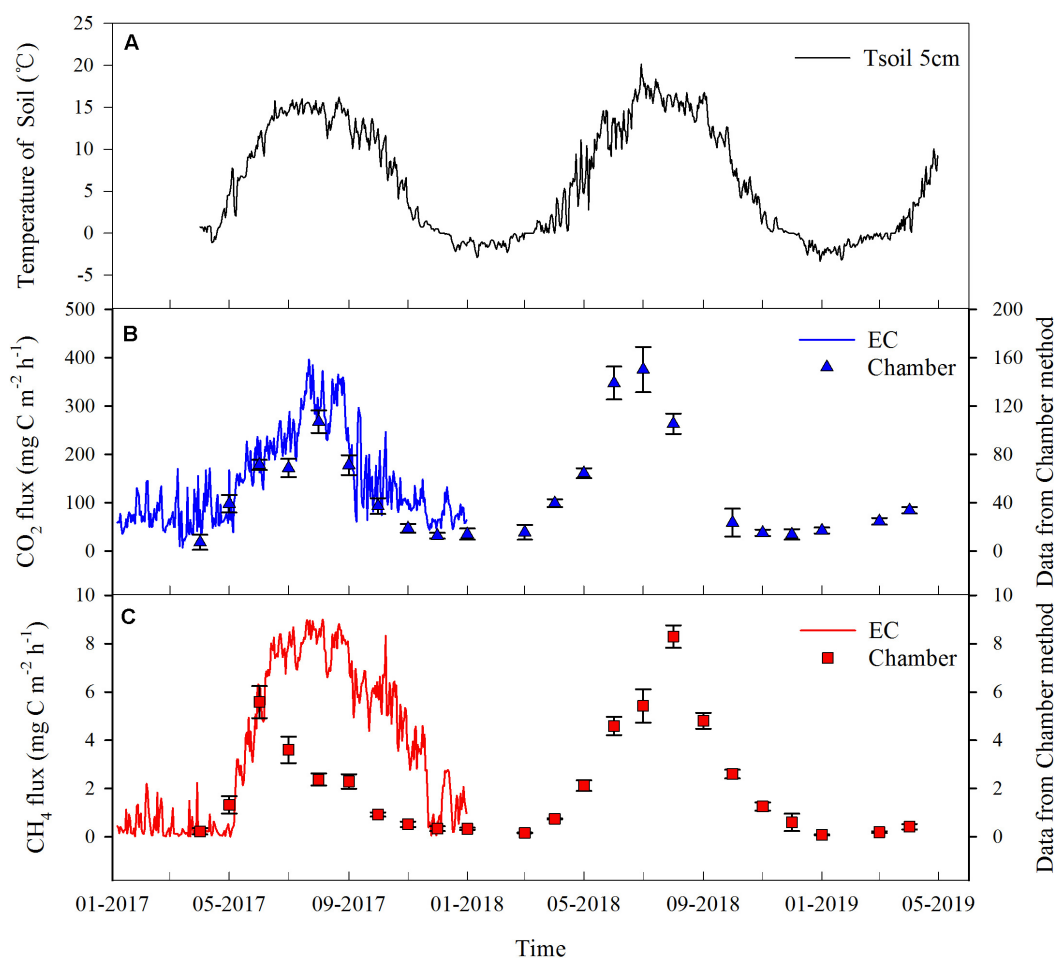 A
Tsoil 5cm
Temperature of Soil (℃)
25
20
15
10
5
0
-5
B
EC
Chamber
CO2 flux (mg C m-2 h-1)
500
400
300
200
100
0
200
160
120
80
40
0
Data from Chamber method
C
EC
Chamber
CH4 flux (mg C m-2 h-1)
10
8
6
4
2
0
10
8
6
4
2
0
Data from Chamber method
01-2017 05-2017 09-2017 01-2018 05-2018 09-2018 01-2019 05-2019
Time